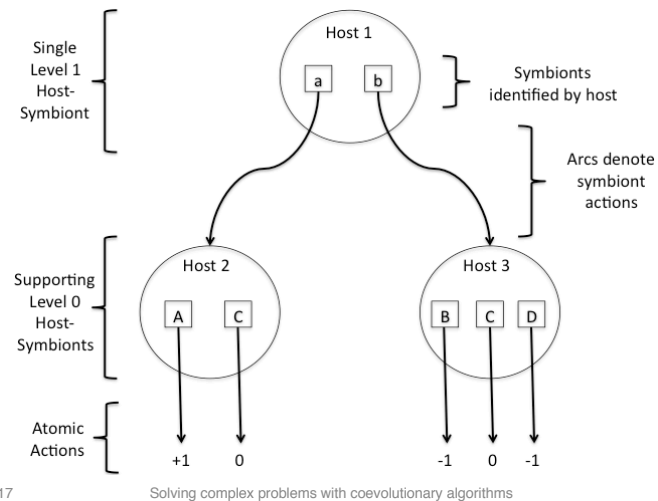 Single
Level 1
Host-
Symbiont
Host 1
a
b
Symbionts
identified by host
Arcs denote
symbiont
actions
Supporting
Level 0
Host-
Symbionts
Host 2
A
C
Host 3
B
C
D
Atomic
Actions
+1
0
-1
0
-1
17
Solving complex problems with coevolutionary algorithms